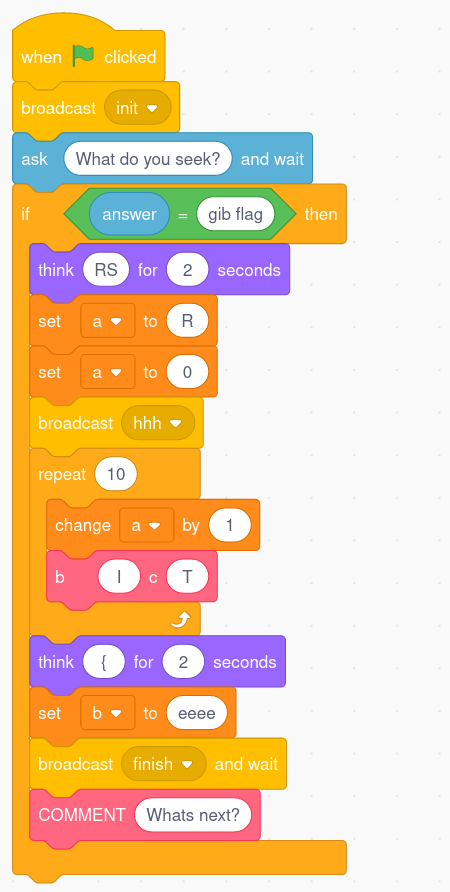 when clicked
broadcast init
ask What do you seek? and wait
if answer = gib flag then
think RS for 2 seconds
set a to R
set a to 0
broadcast hhh
repeat 10
change a by 1
b I c T
think { for 2 seconds
set b to eeee
broadcast finish and wait
COMMENT Whats next?